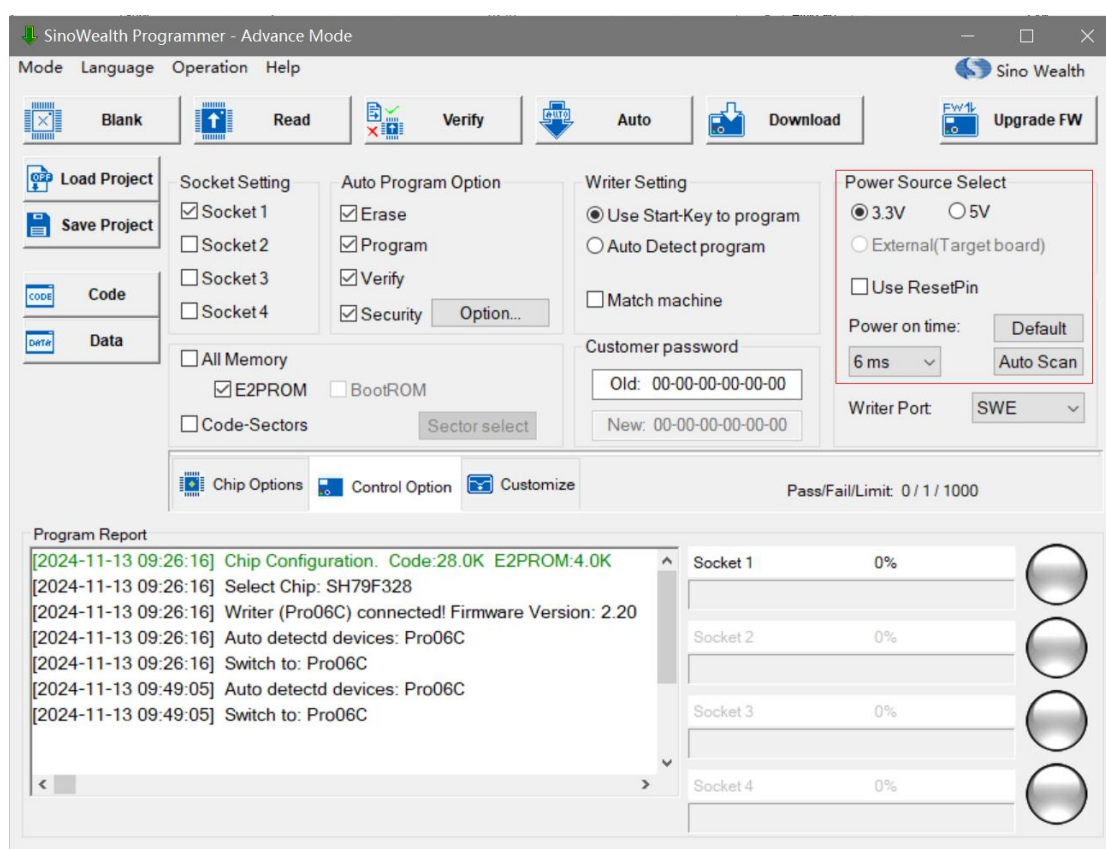 SinoWealth Programmer - Advance Mode
Mode Language Operation Help
Sino Wealth
Blank
Read
Verify
AUTO
Auto
Download
FW
Upgrade FW
OFP
Load Project
Save Project
CODE
Code
DATA
Data
Socket Setting
Socket 1
Socket 2
Socket 3
Socket 4
Auto Program Option
Erase
Program
Verify
Security
Option...
Writer Setting
Use Start-Key to program
Auto Detect program
Match machine
Power Source Select
3.3V 5V
External(Target board)
Use ResetPin
Power on time: Default
6 ms Auto Scan
All Memory
E2PROM BootROM
Code-Sectors Sector select
Customer password
Old: 00-00-00-00-00-00
New: 00-00-00-00-00-00
Writer Port: SWE
Chip Options Control Option Customize
Pass/Fail/Limit: 0 / 1 / 1000
Program Report
[2024-11-13 09:26:16] Chip Configuration. Code:28.0K E2PROM:4.0K
[2024-11-13 09:26:16] Select Chip: SH79F328
[2024-11-13 09:26:16] Writer (Pro06C) connected! Firmware Version: 2.20
[2024-11-13 09:26:16] Auto detectd devices: Pro06C
[2024-11-13 09:26:16] Switch to: Pro06C
[2024-11-13 09:49:05] Auto detectd devices: Pro06C
[2024-11-13 09:49:05] Switch to: Pro06C
Socket 1 0%
Socket 2 0%
Socket 3 0%
Socket 4 0%